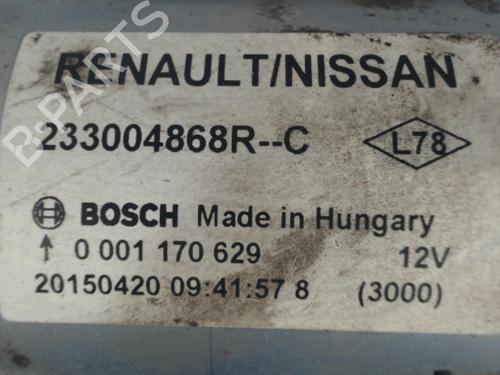 RENAULT/NISSAN
233004868R--C L78
BOSCH Made in Hungary
↑ 0 001 170 629 12V
20150420 09:41:57 8 (3000)
B-PARTS